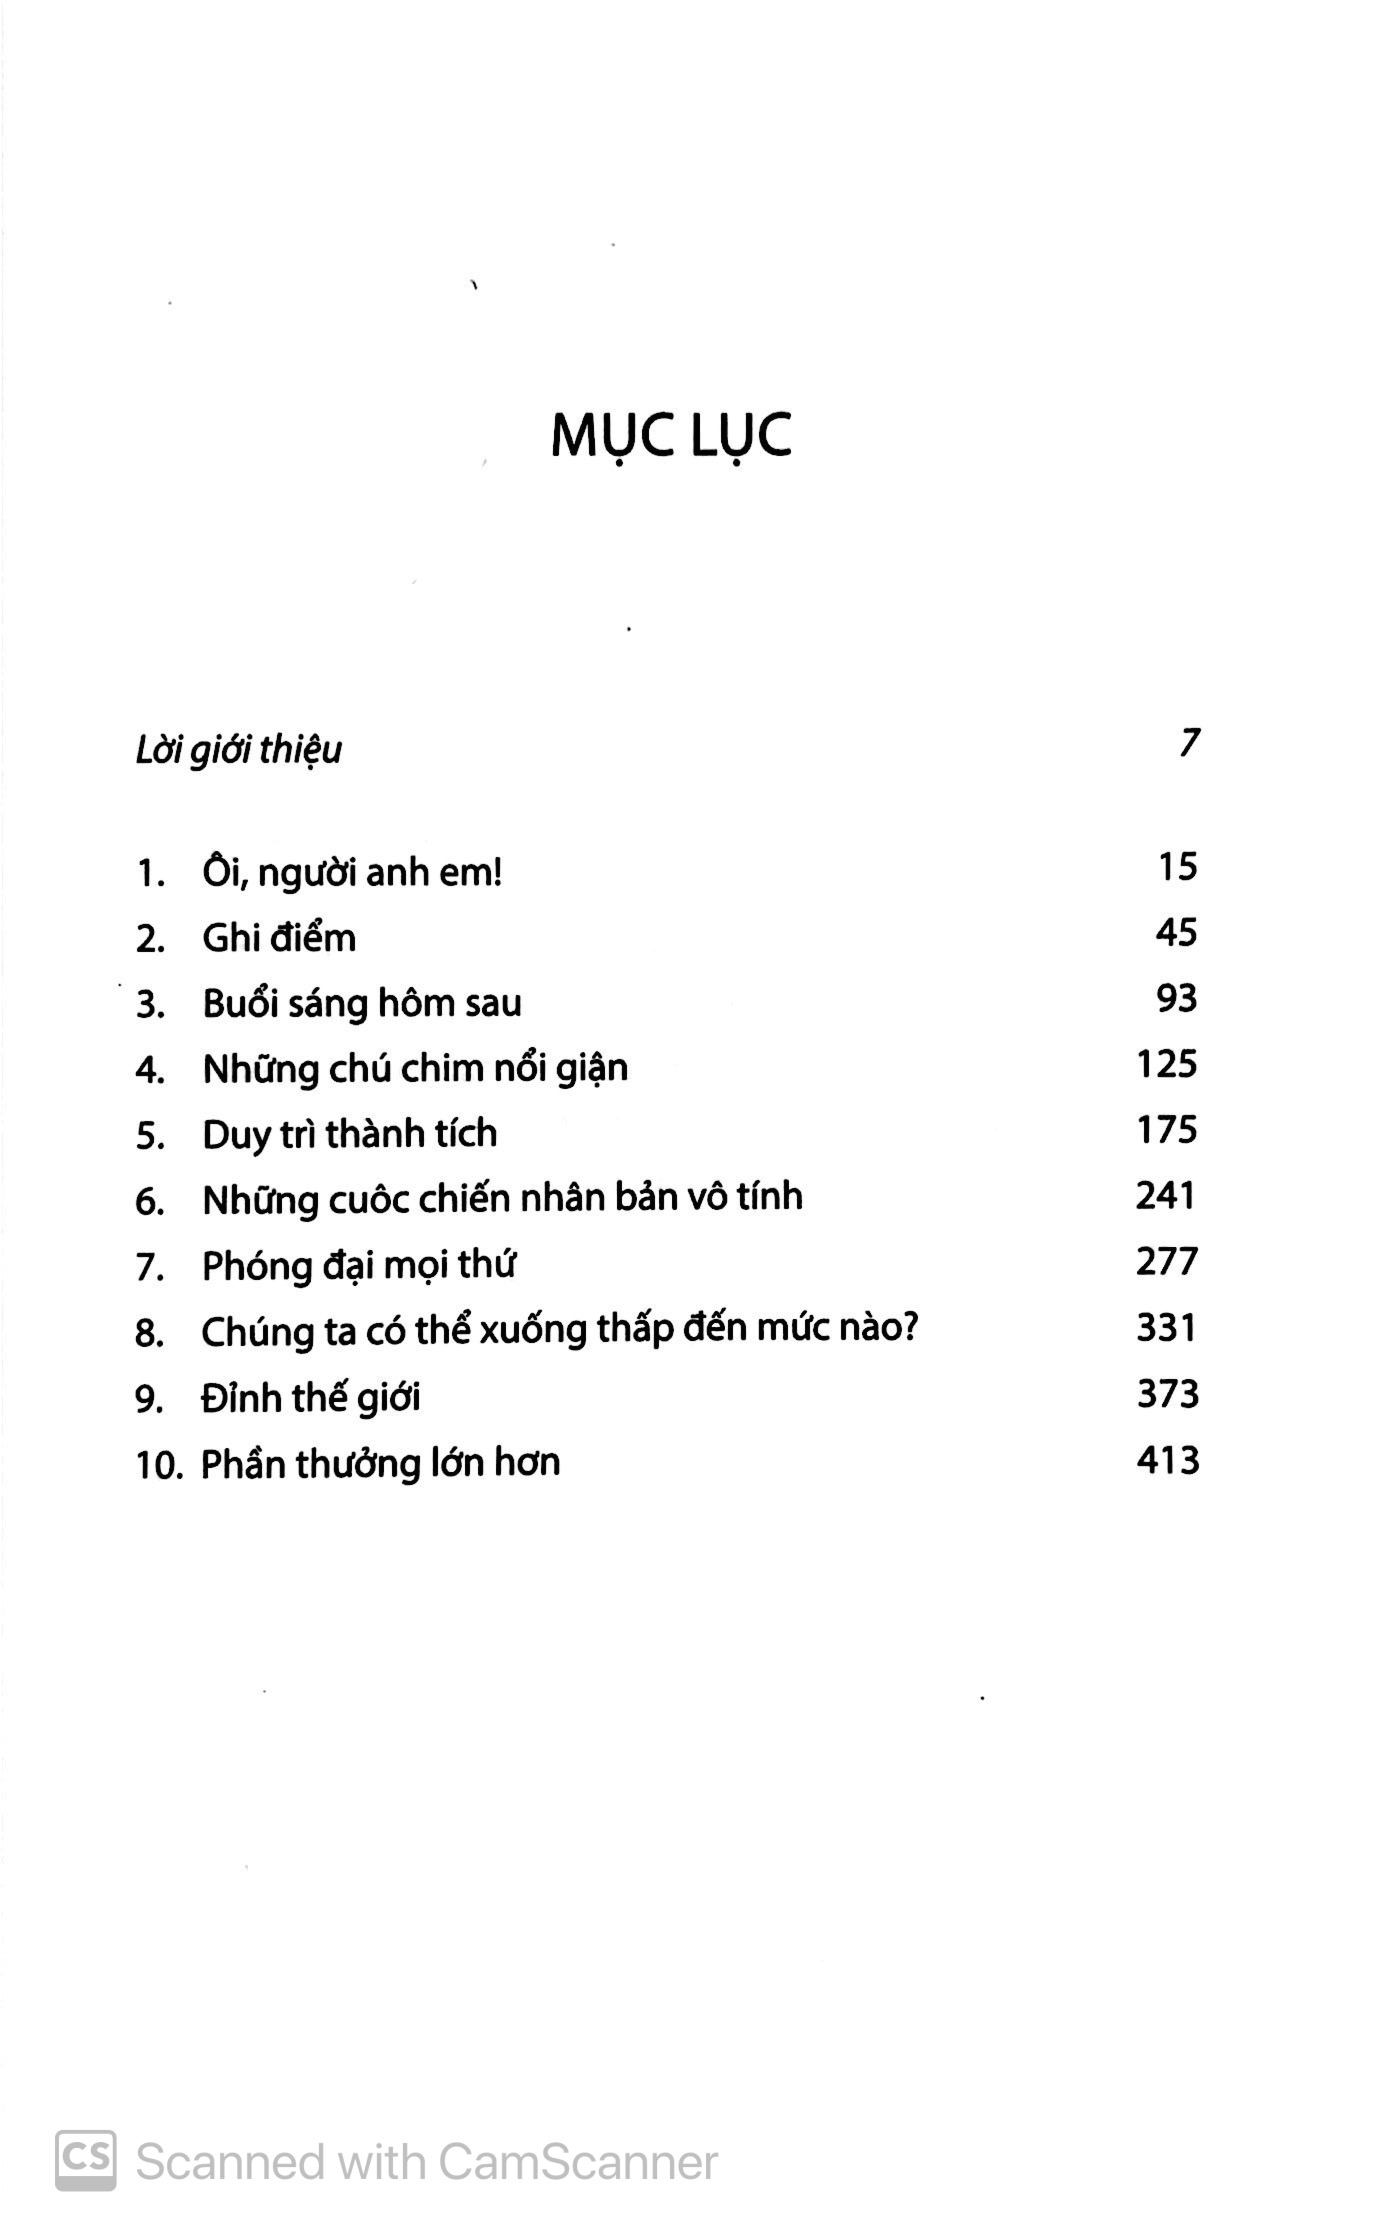 MỤC LỤC
Lời giới thiệu 7
1. Ôi, người anh em! 15
2. Ghi điểm 45
3. Buổi sáng hôm sau 93
4. Những chú chim nổi giận 125
5. Duy trì thành tích 175
6. Những cuôc chiến nhân bản vô tính 241
7. Phóng đại mọi thứ 277
8. Chúng ta có thể xuống thấp đến mức nào? 331
9. Đỉnh thế giới 373
10. Phần thưởng lớn hơn 413
CS Scanned with CamScanner